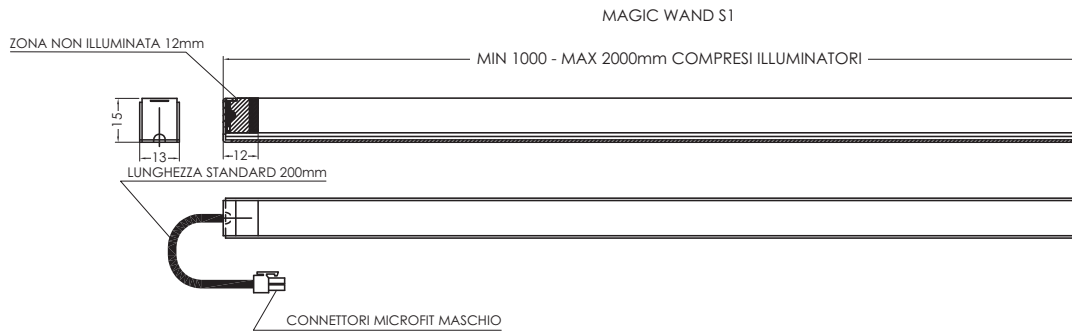 MAGIC WAND S1
ZONA NON ILLUMINATA 12mm
MIN 1000 - MAX 2000mm COMPRESI ILLUMINATORI
15
13
12
LUNGHEZZA STANDARD 200mm
CONNETTORI MICROFIT MASCHIO